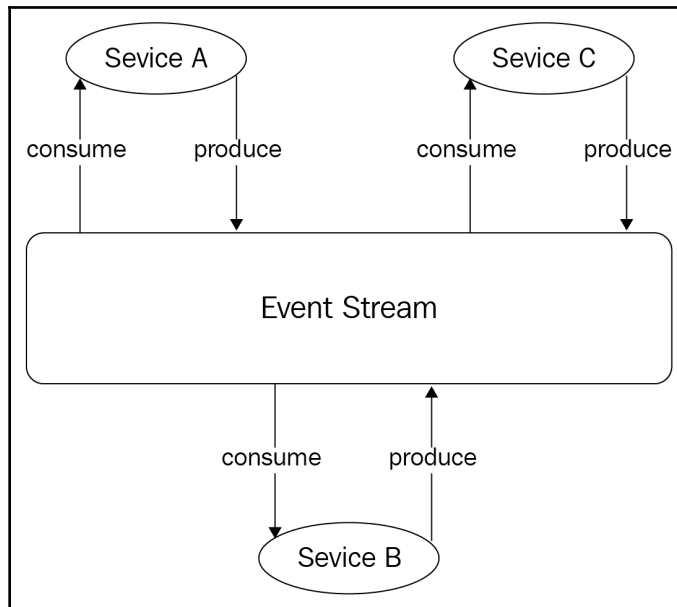 Sevice A
Sevice C
consume
produce
consume
produce
Event Stream
consume
produce
Sevice B